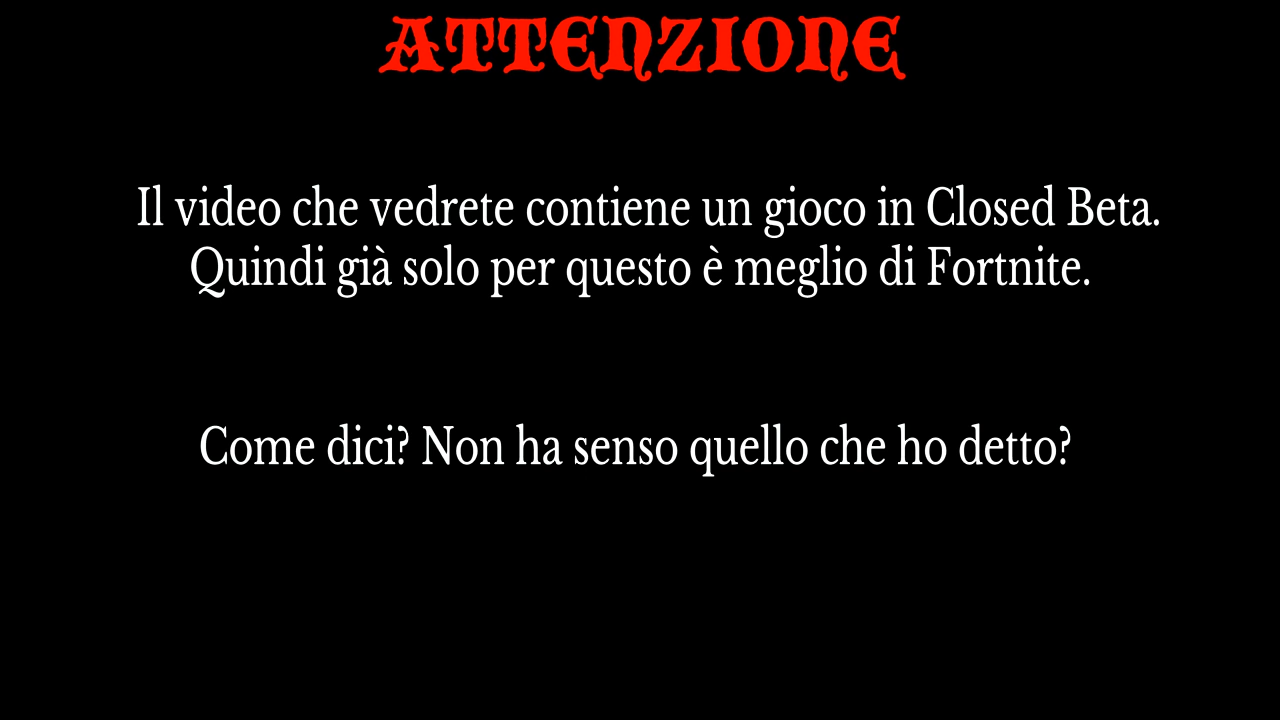 ATTENZIONE
Il video che vedrete contiene un gioco in Closed Beta.
Quindi già solo per questo è meglio di Fortnite.
Come dici? Non ha senso quello che ho detto?